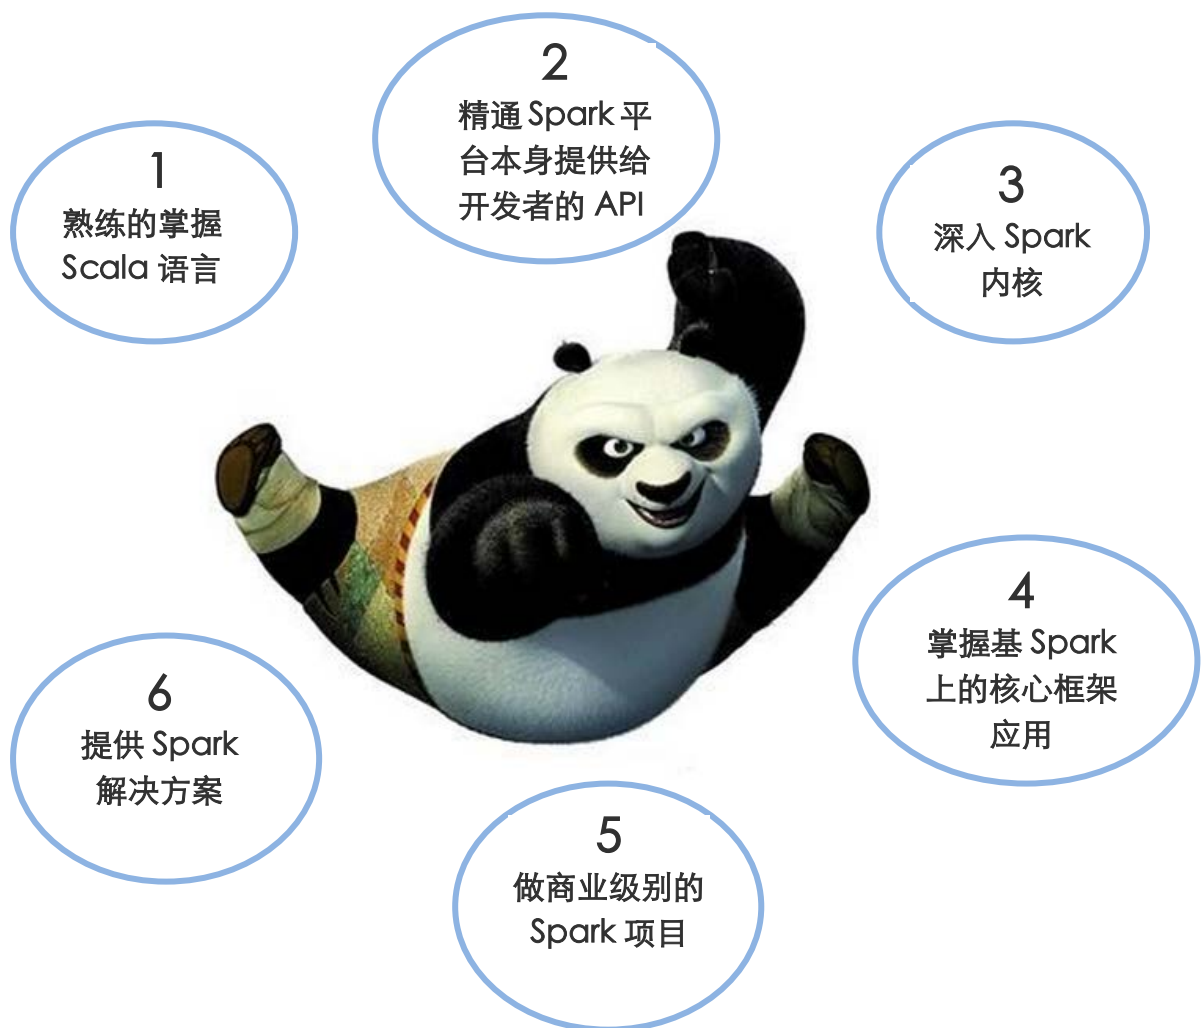 1
熟练的掌握
Scala 语言
2
精通 Spark 平
台本身提供给
开发者的 API
3
深入 Spark
内核
4
掌握基 Spark
上的核心框架
应用
5
做商业级别的
Spark 项目
6
提供 Spark
解决方案